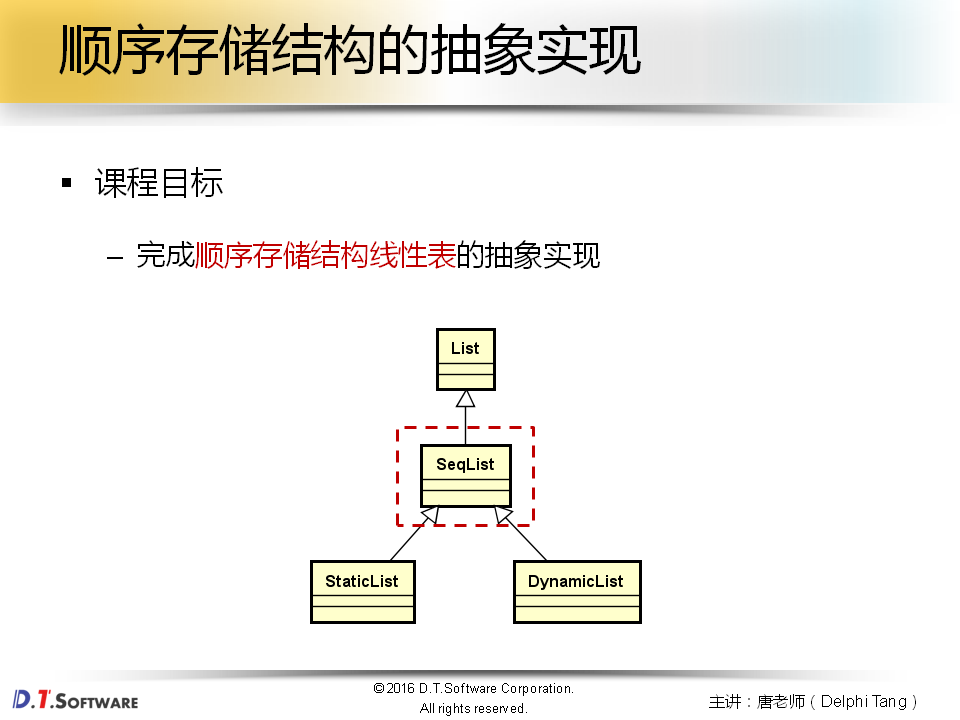 顺序存储结构的抽象实现
课程目标
– 完成顺序存储结构线性表的抽象实现
List
SeqList
StaticList
DynamicList
D.T.SOFTWARE
©2016 D.T.Software Corporation.
All rights reserved.
主讲：唐老师（Delphi Tang）